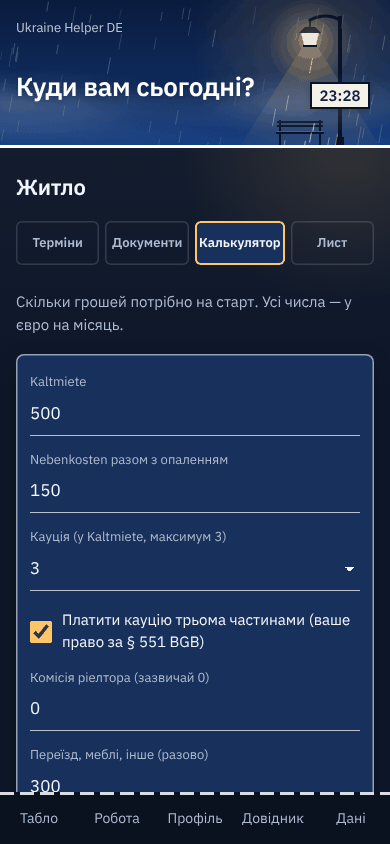 Ukraine Helper DE
Куди вам сьогодні?
23:28
Житло
Терміни
Документи
Калькулятор
Лист
Скільки грошей потрібно на старт. Усі числа — у
євро на місяць.
Kaltmiete
500
Nebenkosten разом з опаленням
150
Кауція (у Kaltmiete, максимум 3)
3
Платити кауцію трьома частинами (ваше
право за § 551 BGB)
Комісія ріелтора (зазвичай 0)
0
Переїзд, меблі, інше (разово)
300
Табло
Робота
Профіль
Довідник
Дані